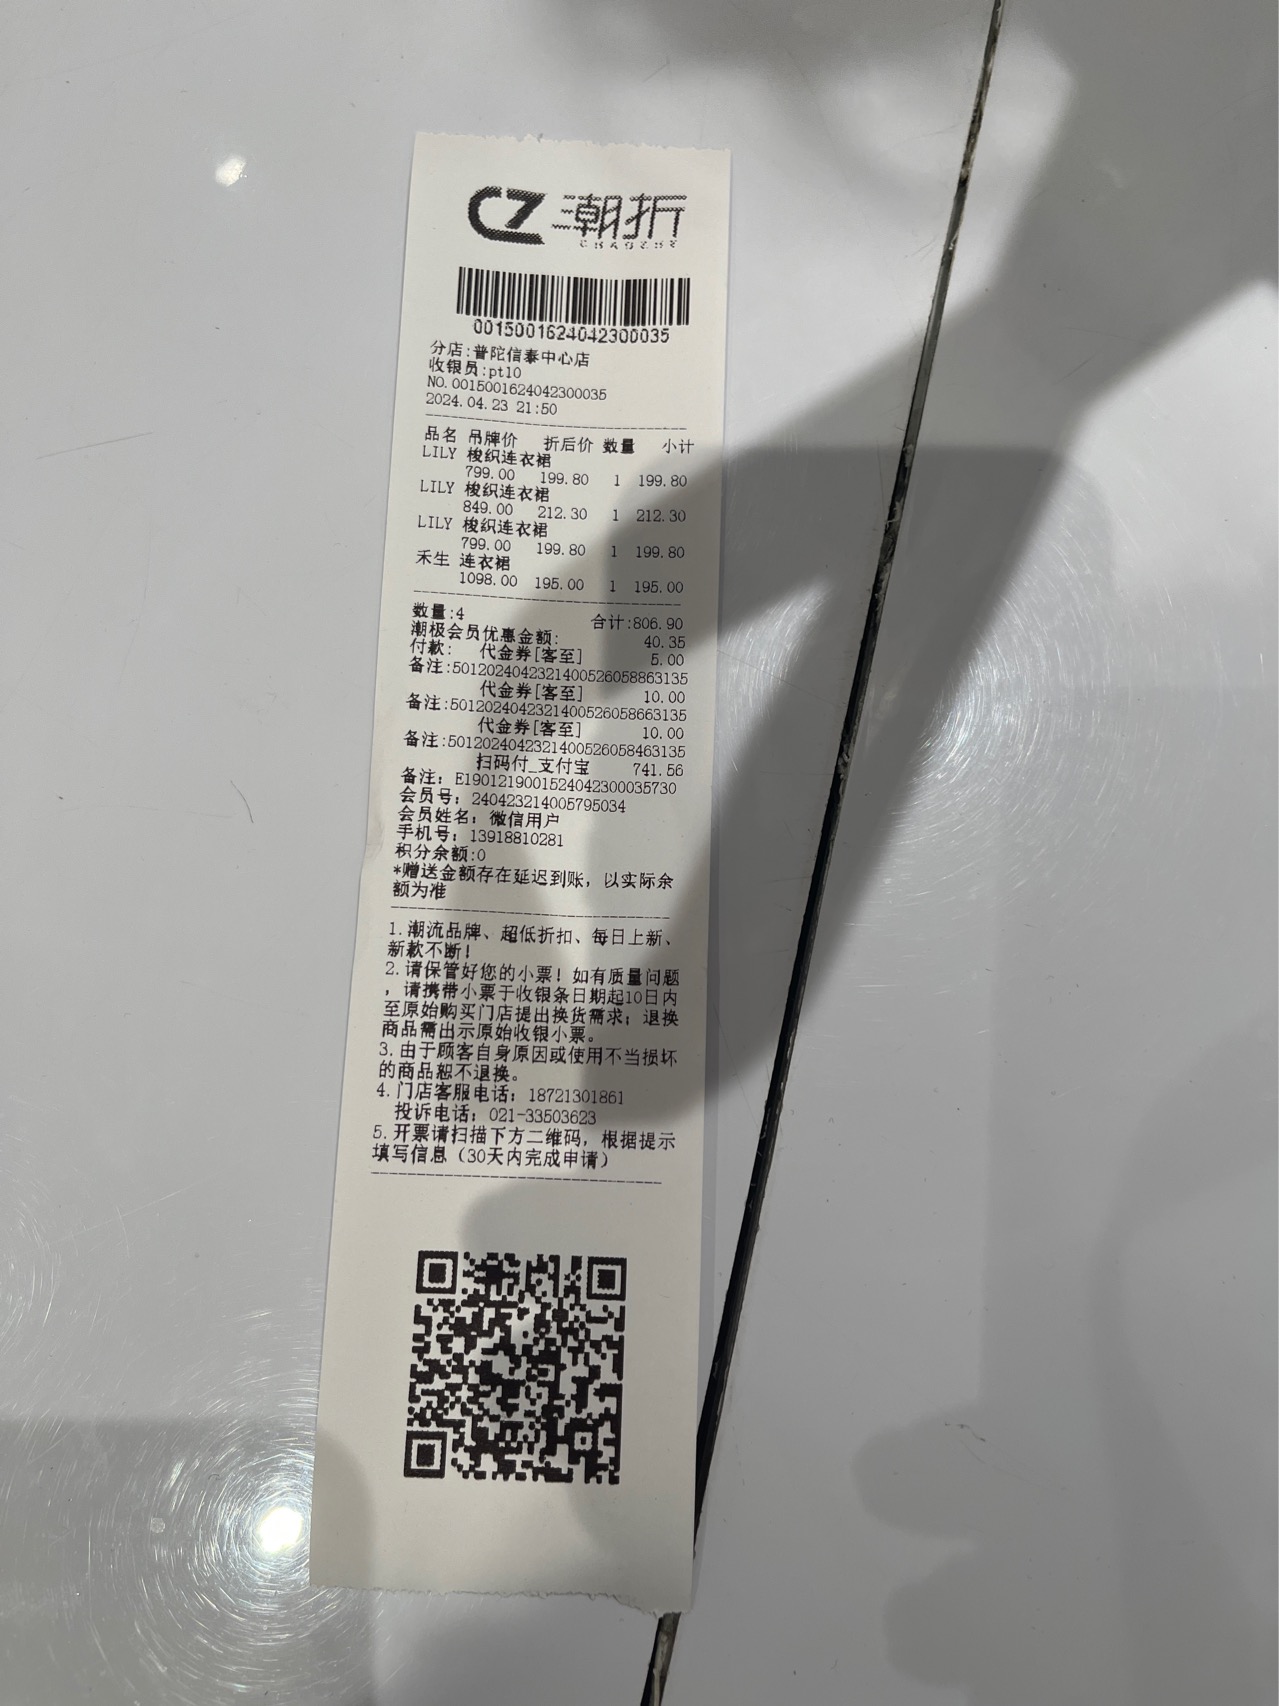 CZ 潮折
CHAOZHE
0015001624042300035
分店:普陀信泰中心店
收银员:pt10
NO.0015001624042300035
2024.04.23 21:50
品名 吊牌价 折后价 数量 小计
LILY 梭织连衣裙
799.00 199.80 1 199.80
LILY 梭织连衣裙
849.00 212.30 1 212.30
LILY 梭织连衣裙
799.00 199.80 1 199.80
禾生 连衣裙
1098.00 195.00 1 195.00
数量:4 合计:806.90
潮极会员优惠金额: 40.35
付款: 代金券[客至] 5.00
备注:5012024042321400526058863135
代金券[客至] 10.00
备注:5012024042321400526058663135
代金券[客至] 10.00
备注:5012024042321400526058463135
扫码付_支付宝 741.56
备注: E1901219001524042300035730
会员号: 240423214005795034
会员姓名: 微信用户
手机号: 13918810281
积分余额:0
*赠送金额存在延迟到账, 以实际余
额为准
1.潮流品牌、超低折扣、每日上新、
新款不断!
2.请保管好您的小票! 如有质量问题
, 请携带小票于收银条日期起10日内
至原始购买门店提出换货需求; 退换
商品需出示原始收银小票。
3.由于顾客自身原因或使用不当损坏
的商品恕不退换。
4.门店客服电话: 18721301861
投诉电话: 021-33503623
5.开票请扫描下方二维码, 根据提示
填写信息 (30天内完成申请)